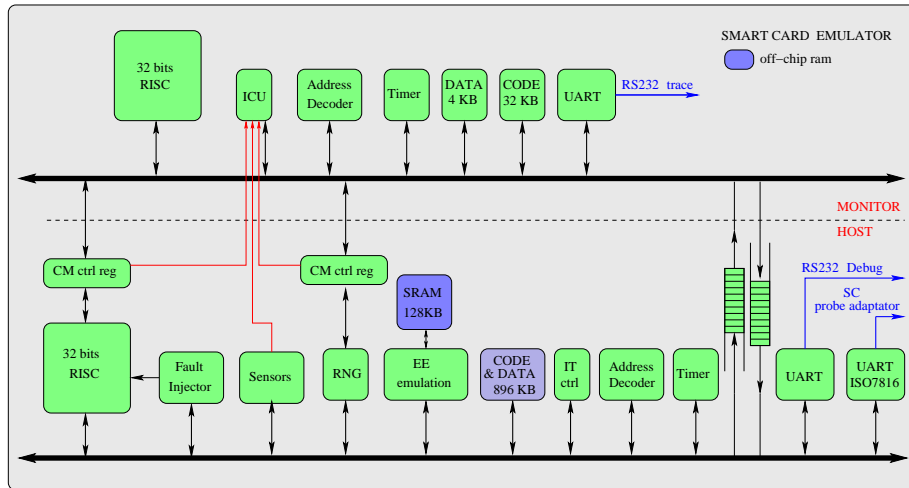 SMART CARD EMULATOR
off-chip ram
32 bits
RISC
ICU
Address
Decoder
Timer
DATA
4 KB
CODE
32 KB
UART
RS232 trace
MONITOR
HOST
CM ctrl reg
CM ctrl reg
RS232 Debug
SC
probe adaptator
SRAM
128KB
32 bits
RISC
Fault
Injector
Sensors
RNG
EE
emulation
CODE
& DATA
896 KB
IT
ctrl
Address
Decoder
Timer
UART
UART
ISO7816